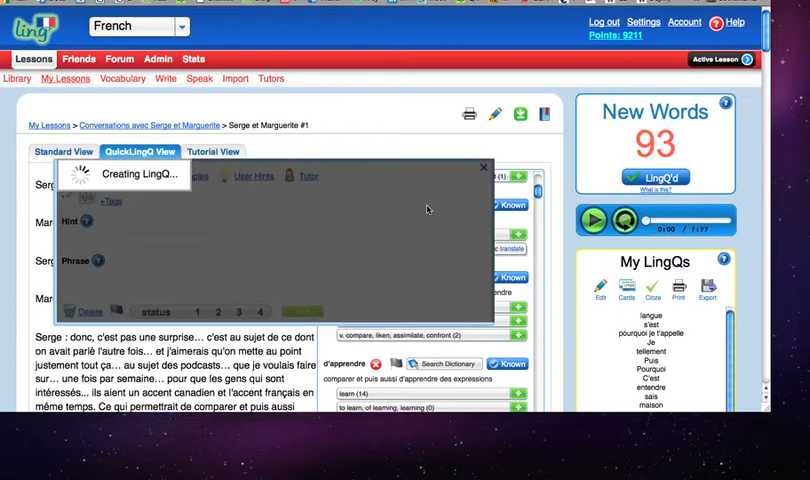 ling
French
Log out Settings Account Help
Points: 9211
Lessons Friends Forum Admin Stats
Active Lesson
Library My Lessons Vocabulary Write Speak Import Tutors
My Lessons > Conversations avec Serge et Marguerite > Serge et Marguerite #1
Standard View QuickLingQ View Tutorial View
Creating LingQ...
User Hints Tutor
+Tags
Hint
Phrase
Delete status 1 2 3 4
Known
translate
Known
v. compare, liken, assimilate, confront (2)
Serge : donc, c'est pas une surprise... c'est au sujet de ce dont
on avait parlé l'autre fois... et j'aimerais qu'on mette au point
justement tout ça... au sujet des podcasts... que je voulais faire
sur... une fois par semaine... pour que les gens qui sont
intéressés... ils aient un accent canadien et l'accent français en
même temps. Ce qui permettrait de comparer et puis aussi
d'apprendre Search Dictionary Known
comparer et puis aussi d'apprendre des expressions
learn (14)
to learn, of learning, learning (0)
New Words
93
LingQ'd
What is this?
0:00 / 7:77
My LingQs
Edit Cards Cloze Print Export
langue
s'est
pourquoi je t'appelle
Je
tellement
Puis
Pourquoi
C'est
entendre
sais
maison